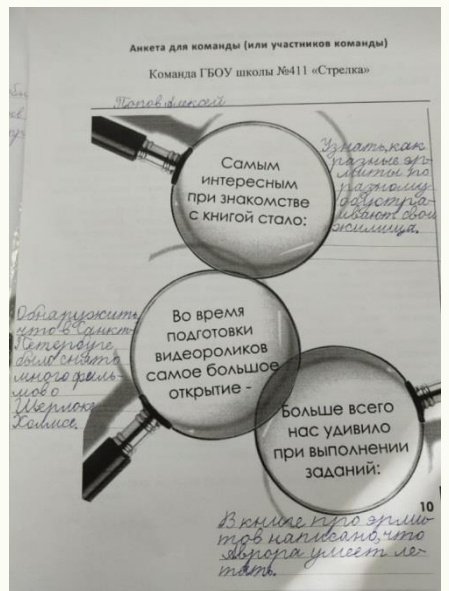 Анкета для команды (или участников команды)
Команда ГБОУ школы №411 «Стрелка»
Попов Алексей
Самым
интересным
при знакомстве
с книгой стало:
Узнать, как
разные эр-
миты по
разному
обустра-
ивают свои
жилища.
Во время
подготовки
видеороликов
самое большое
открытие -
Обнаружить,
что в Санкт-
Петербурге
было снято
много филь-
мов о
Шерлоке
Холмсе.
Больше всего
нас удивило
при выполнении
заданий:
10
В книге про эрми-
тов написано, что
Аврора умеет ле-
тать.